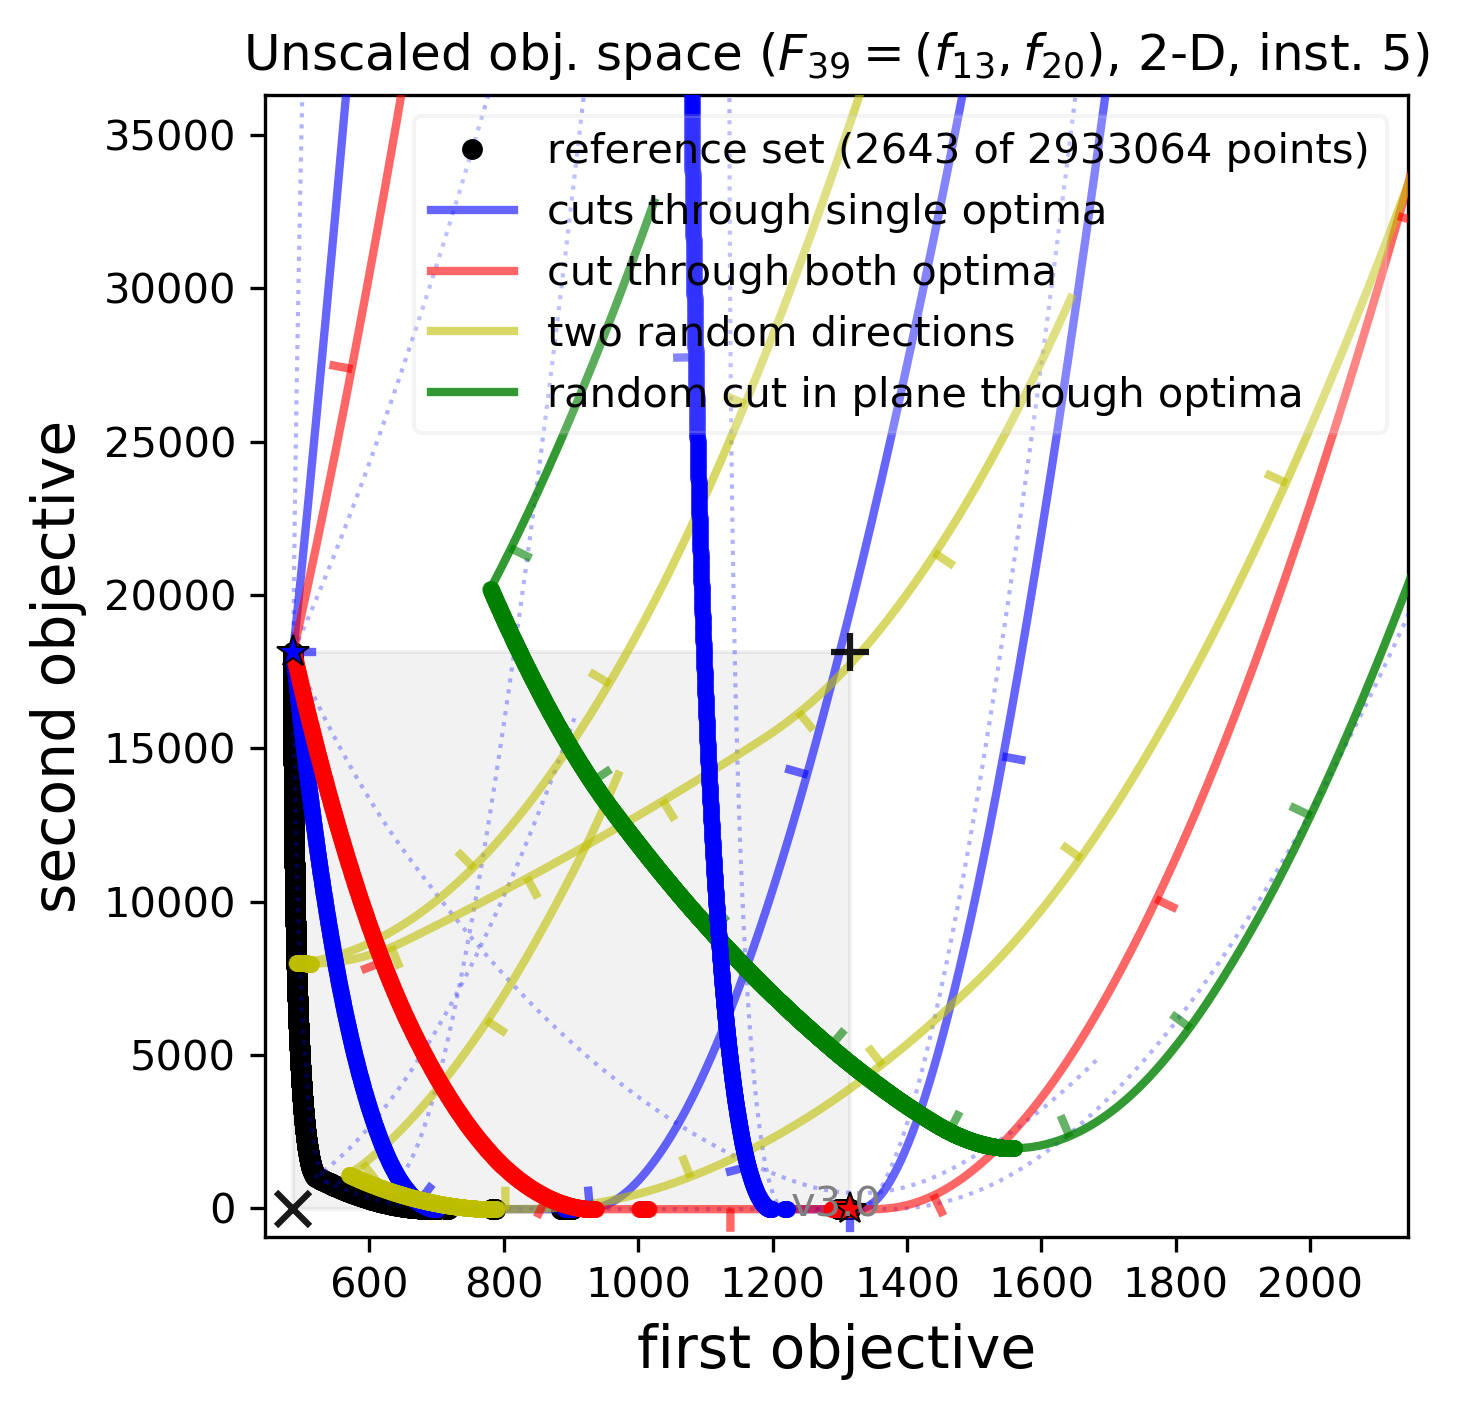 Unscaled obj. space (F39 = (f13, f20), 2-D, inst. 5)
reference set (2643 of 2933064 points)
cuts through single optima
cut through both optima
two random directions
random cut in plane through optima
35000
30000
25000
20000
15000
10000
5000
0
second objective
v3.0
600 800 1000 1200 1400 1600 1800 2000
first objective